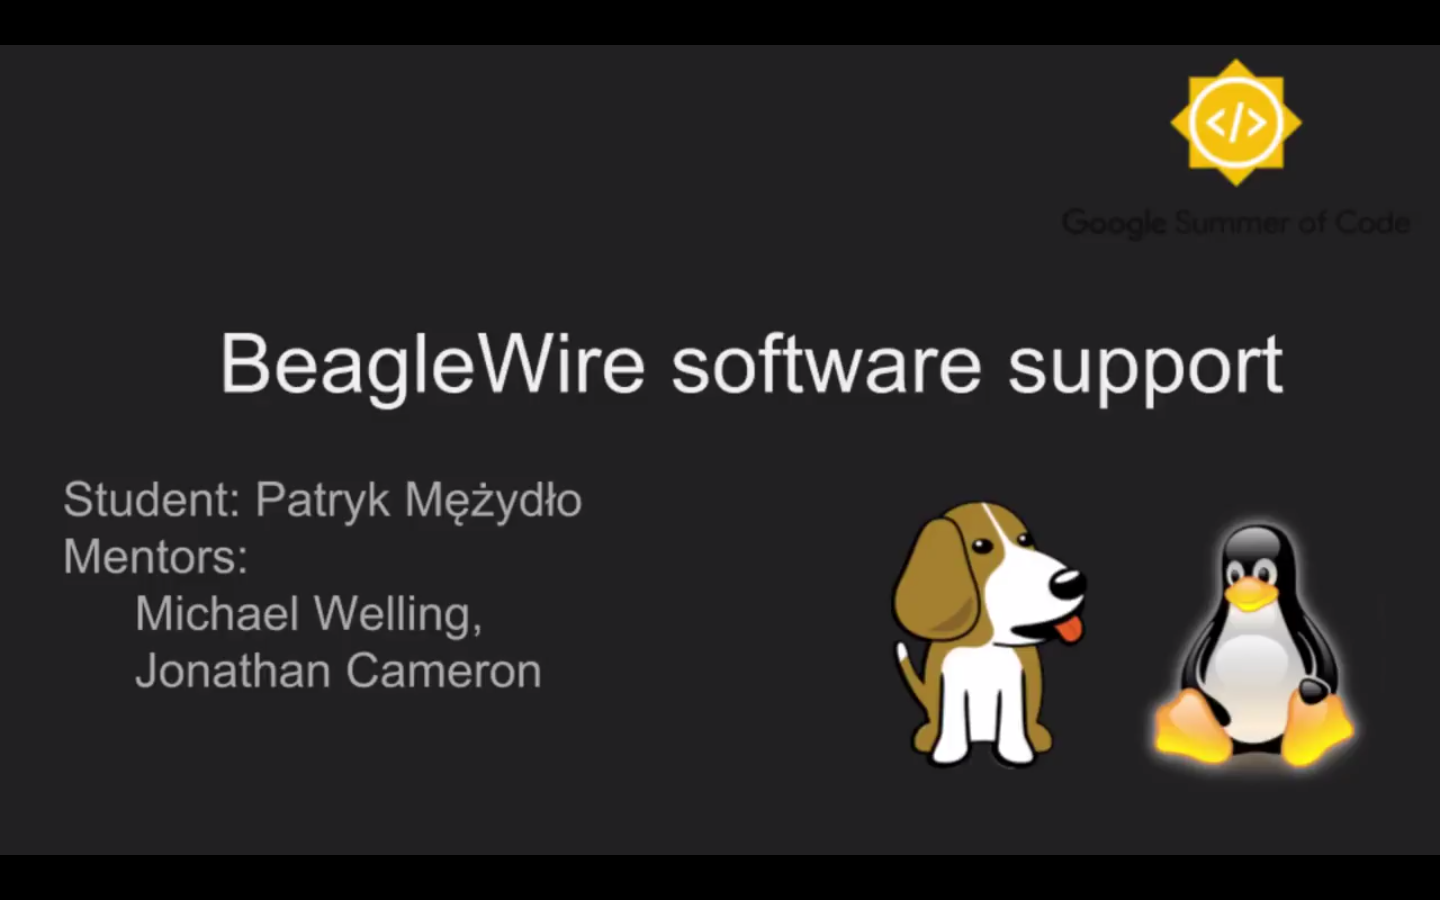 </>
Google Summer of Code
BeagleWire software support
Student: Patryk Mężydło
Mentors:
Michael Welling,
Jonathan Cameron